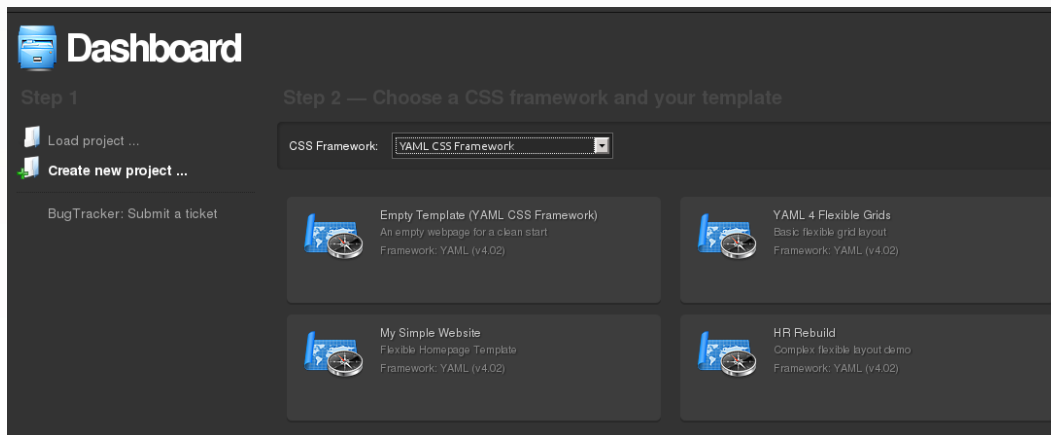 Dashboard
Step 1
Step 2 — Choose a CSS framework and your template
Load project ...
Create new project ...
BugTracker: Submit a ticket
CSS Framework: YAML CSS Framework
Empty Template (YAML CSS Framework)
An empty webpage for a clean start
Framework: YAML (v4.02)
YAML 4 Flexible Grids
Basic flexible grid layout
Framework: YAML (v4.02)
My Simple Website
Flexible Homepage Template
Framework: YAML (v4.02)
HR Rebuild
Complex flexible layout demo
Framework: YAML (v4.02)